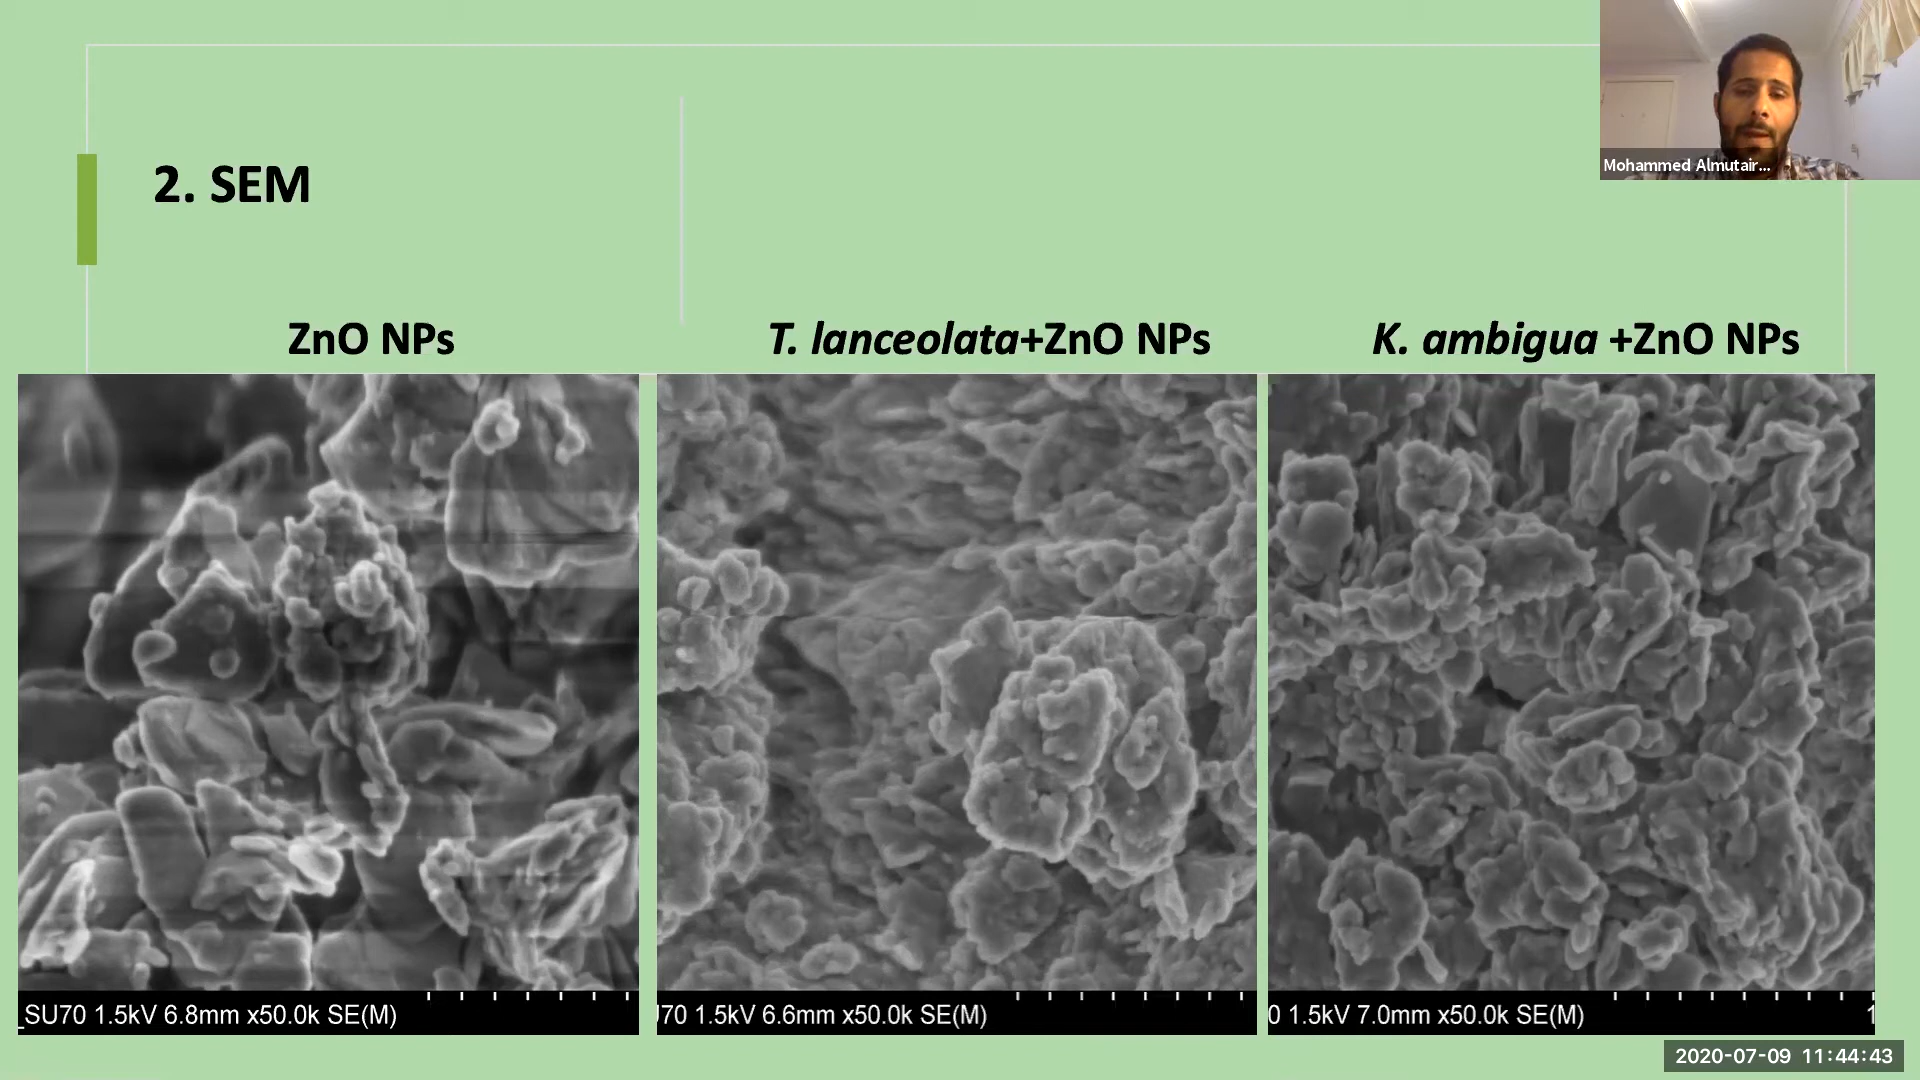 Mohammed Almutair...
2. SEM
ZnO NPs
T. lanceolata+ZnO NPs
K. ambigua +ZnO NPs
_SU70 1.5kV 6.8mm x50.0k SE(M)
70 1.5kV 6.6mm x50.0k SE(M)
0 1.5kV 7.0mm x50.0k SE(M)
1
2020-07-09 11:44:43